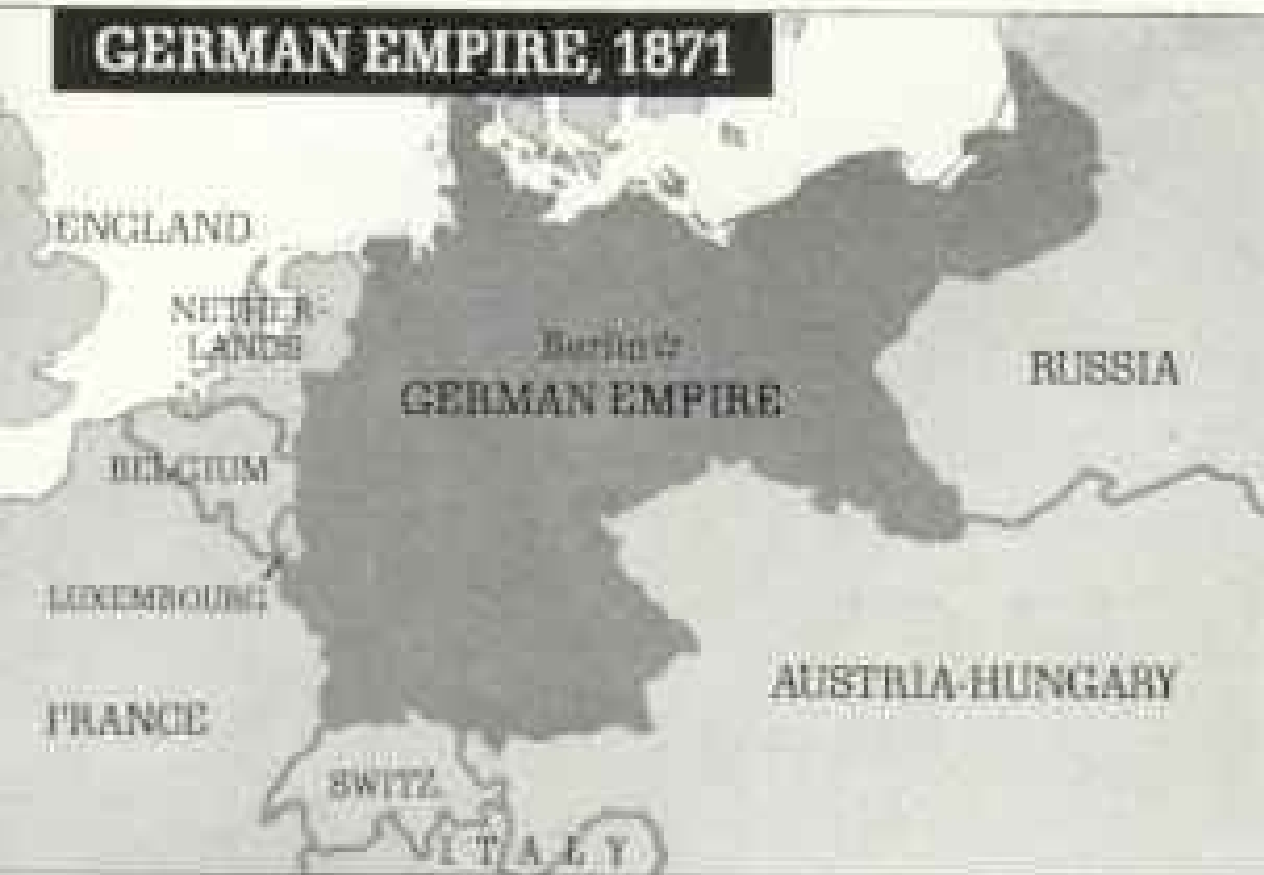 GERMAN EMPIRE, 1871
ENGLAND
NETHER-
LANDS
Berlin
GERMAN EMPIRE
RUSSIA
BELGIUM
LUXEMBOURG
AUSTRIA-HUNGARY
FRANCE
SWITZ.
ITALY